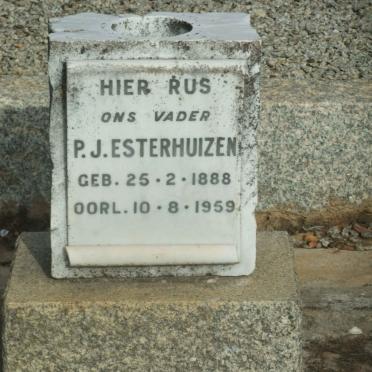 HIER RUS
ONS VADER
P.J. ESTERHUIZEN
GEB. 25·2·1888
OORL. 10·8·1959